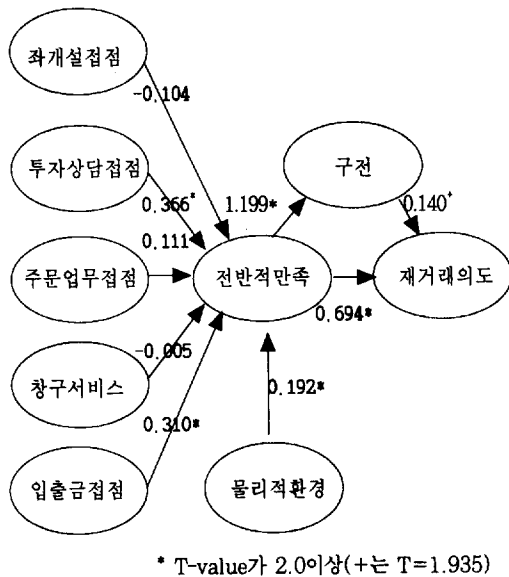 좌개설접점
-0.104
투자상담접점
0.366*
1.199*
구전
0.140+
0.111
주문업무접점
전반적만족
재거래의도
0.694*
창구서비스
-0.005
0.192*
0.310*
입출금접점
물리적환경
* T-value가 2.0이상(+는 T=1.935)